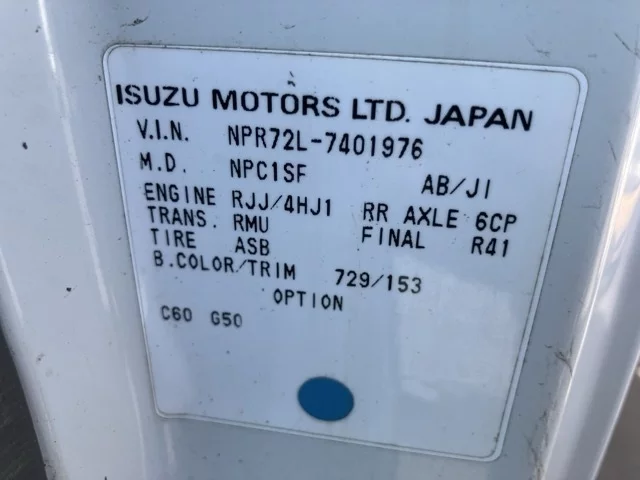 ISUZU MOTORS LTD. JAPAN
V.I.N. NPR72L-7401976
M.D. NPC1SF AB/JI
ENGINE RJJ/4HJ1 RR AXLE 6CP
TRANS. RMU FINAL R41
TIRE ASB
B.COLOR/TRIM 729/153
OPTION
C60 G50